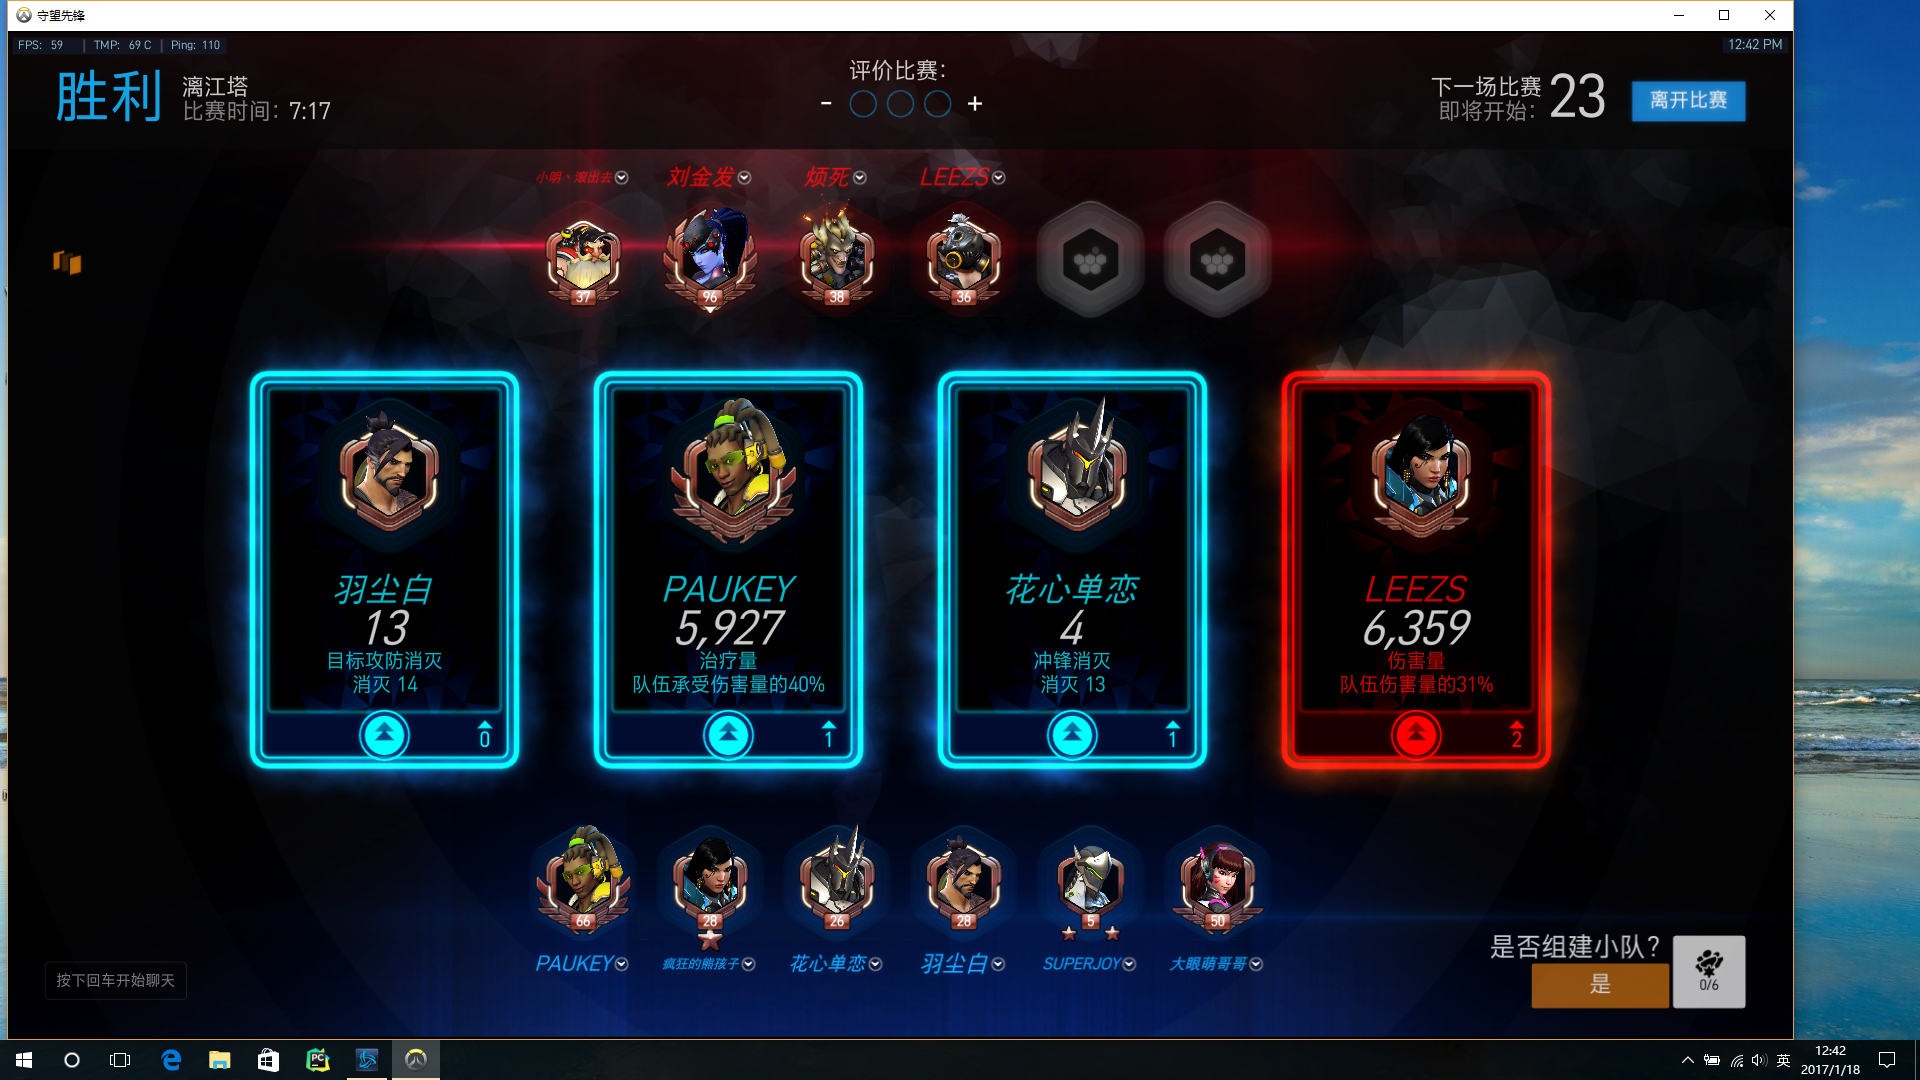 守望先锋
FPS: 59 | TMP: 69 C | Ping: 110
12:42 PM
胜利
漓江塔
比赛时间: 7:17
评价比赛:
- +
下一场比赛
即将开始: 23
离开比赛
小明丶滚出去 刘金发 烦死 LEEZS
37 96 38 36
羽尘白
13
目标攻防消灭
消灭 14
0
PAUKEY
5,927
治疗量
队伍承受伤害量的40%
1
花心单恋
4
冲锋消灭
消灭 13
1
LEEZS
6,359
伤害量
队伍伤害量的31%
2
66 28 26 28 5 50
PAUKEY 疯狂的熊孩子 花心单恋 羽尘白 SUPERJOY 大眼萌哥哥
是否组建小队?
是
0/6
按下回车开始聊天
PC
英
12:42
2017/1/18